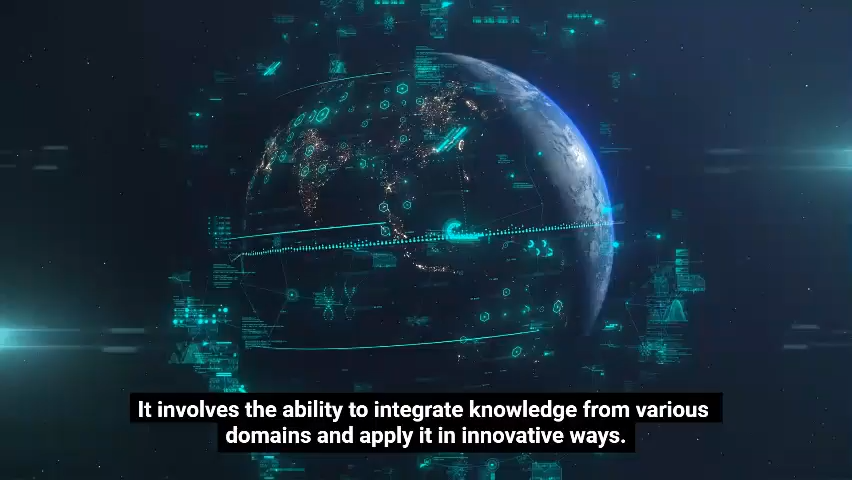 It involves the ability to integrate knowledge from various
domains and apply it in innovative ways.